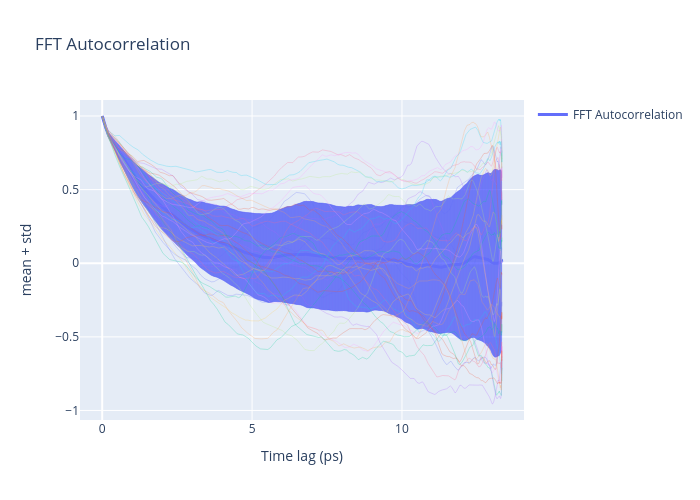 FFT Autocorrelation
FFT Autocorrelation
1
0.5
0
−0.5
−1
mean + std
0
5
10
Time lag (ps)